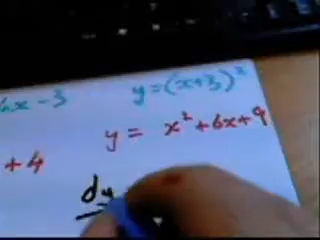 6x - 3
y = (x+3)²
y = x² + 6x + 9
+ 4
dy